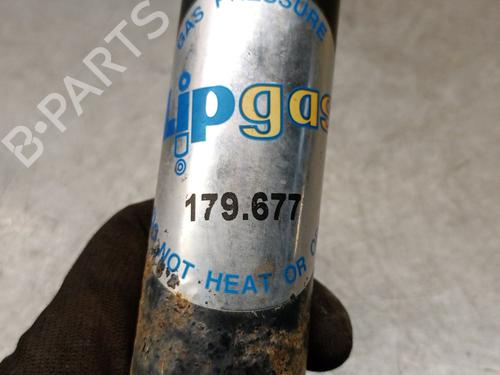 GAS PRESSURE
Lipgas
179.677
NOT HEAT OR
B-PARTS